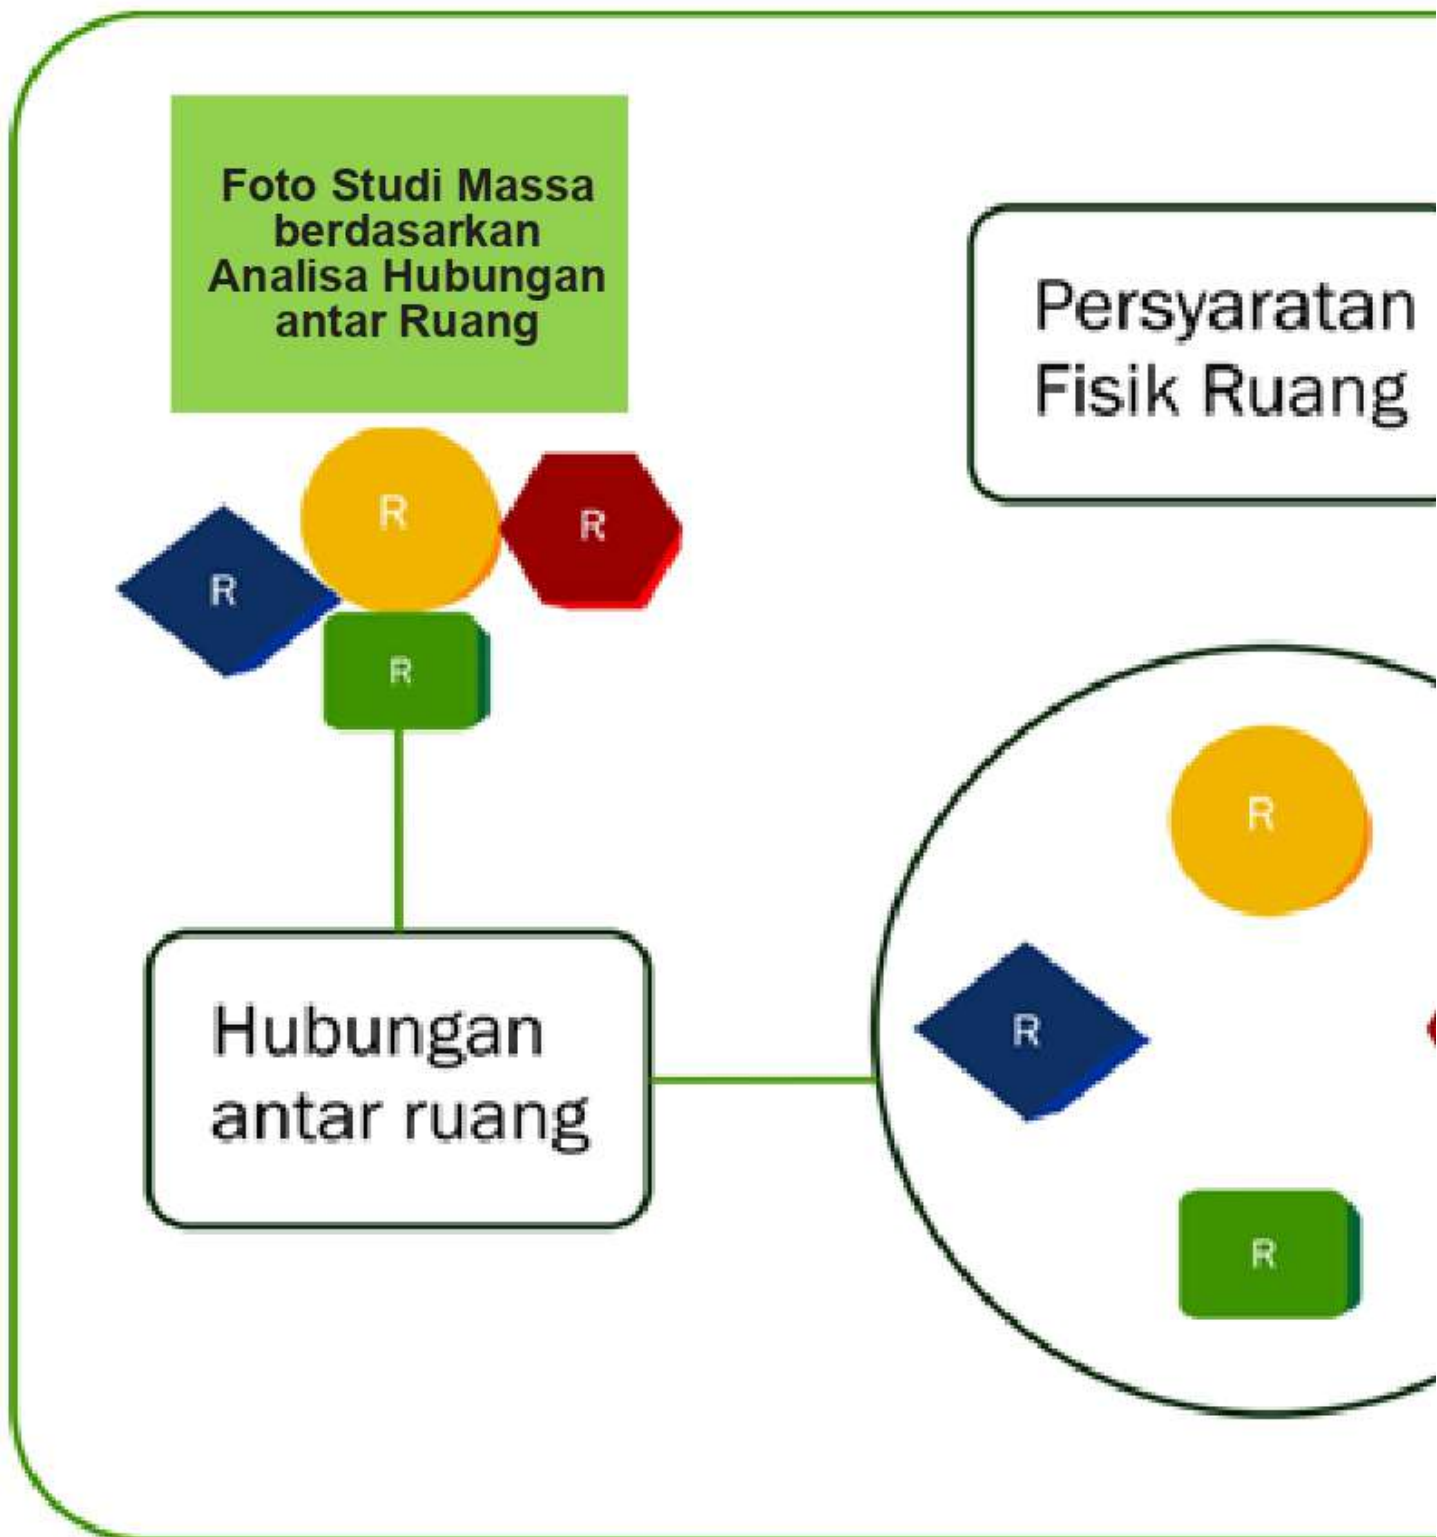 Foto Studi Massa
berdasarkan
Analisa Hubungan
antar Ruang
Persyaratan
Fisik Ruang
R
R
R
R
R
R
R
Hubungan
antar ruang